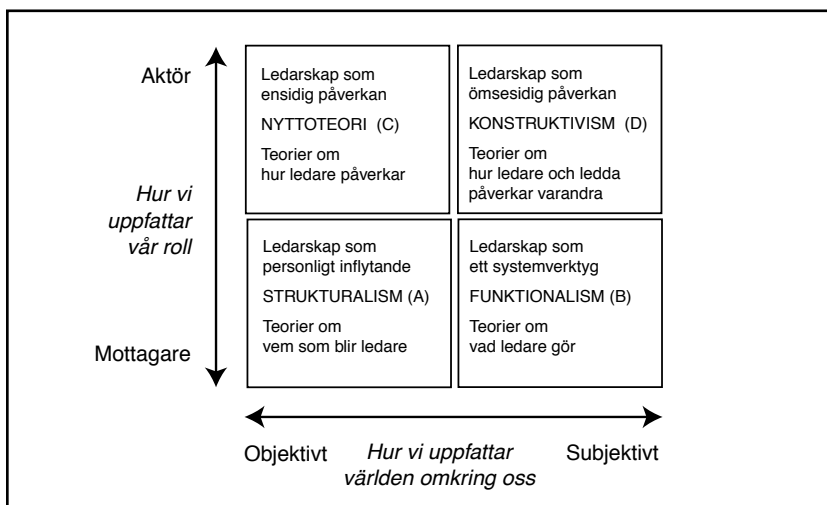 Aktör
Hur vi
uppfattar
vår roll
Mottagare
Ledarskap som
ensidig påverkan
NYTTOTEORI (C)
Teorier om
hur ledare påverkar
Ledarskap som
ömsesidig påverkan
KONSTRUKTIVISM (D)
Teorier om
hur ledare och ledda
påverkar varandra
Ledarskap som
personligt inflytande
STRUKTURALISM (A)
Teorier om
vem som blir ledare
Ledarskap som
ett systemverktyg
FUNKTIONALISM (B)
Teorier om
vad ledare gör
Objektivt
Hur vi uppfattar
världen omkring oss
Subjektivt